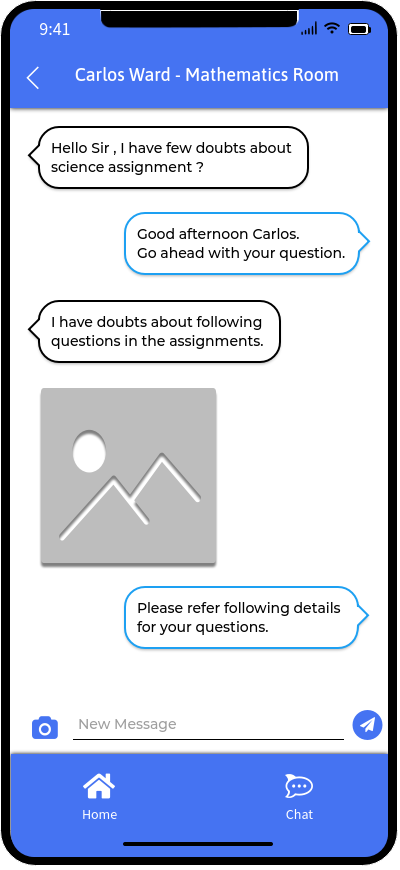 9:41
Carlos Ward - Mathematics Room
Hello Sir , I have few doubts about
science assignment ?
Good afternoon Carlos.
Go ahead with your question.
I have doubts about following
questions in the assignments.
Please refer following details
for your questions.
New Message
Home
Chat